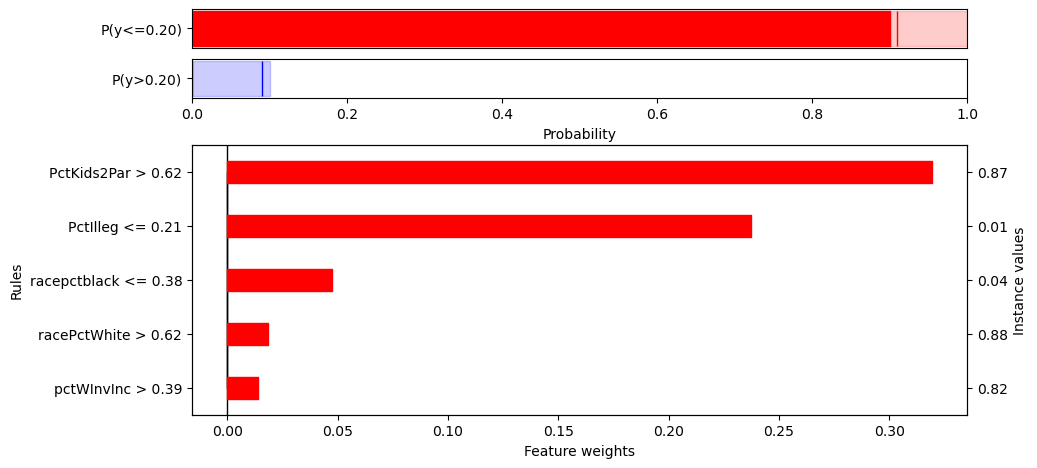 P(y<=0.20)
P(y>0.20)
0.0 0.2 0.4 0.6 0.8 1.0
Probability
PctKids2Par > 0.62 0.87
PctIlleg <= 0.21 0.01
racepctblack <= 0.38 0.04
racePctWhite > 0.62 0.88
pctWInvInc > 0.39 0.82
Rules
Instance values
0.00 0.05 0.10 0.15 0.20 0.25 0.30
Feature weights